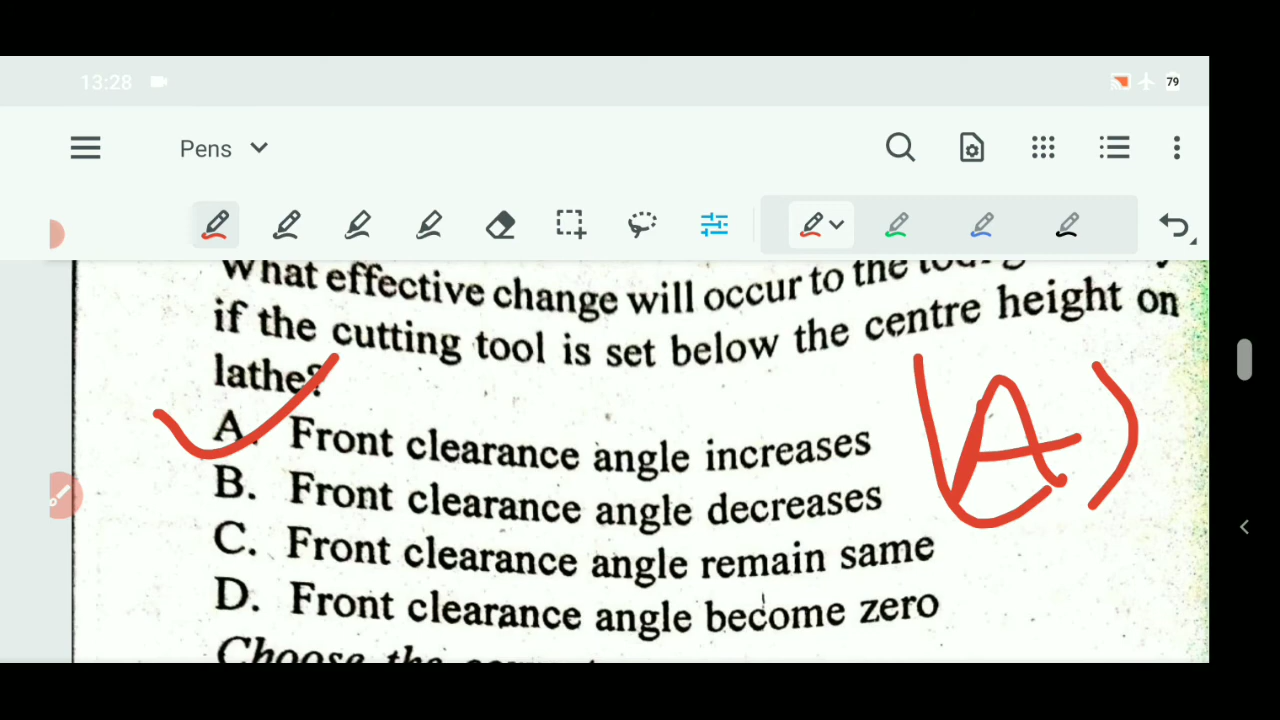 13:28
79
Pens
What effective change will occur to the
if the cutting tool is set below the centre height on
lathe?
A. Front clearance angle increases
B. Front clearance angle decreases
C. Front clearance angle remain same
D. Front clearance angle become zero
Choose the
A)